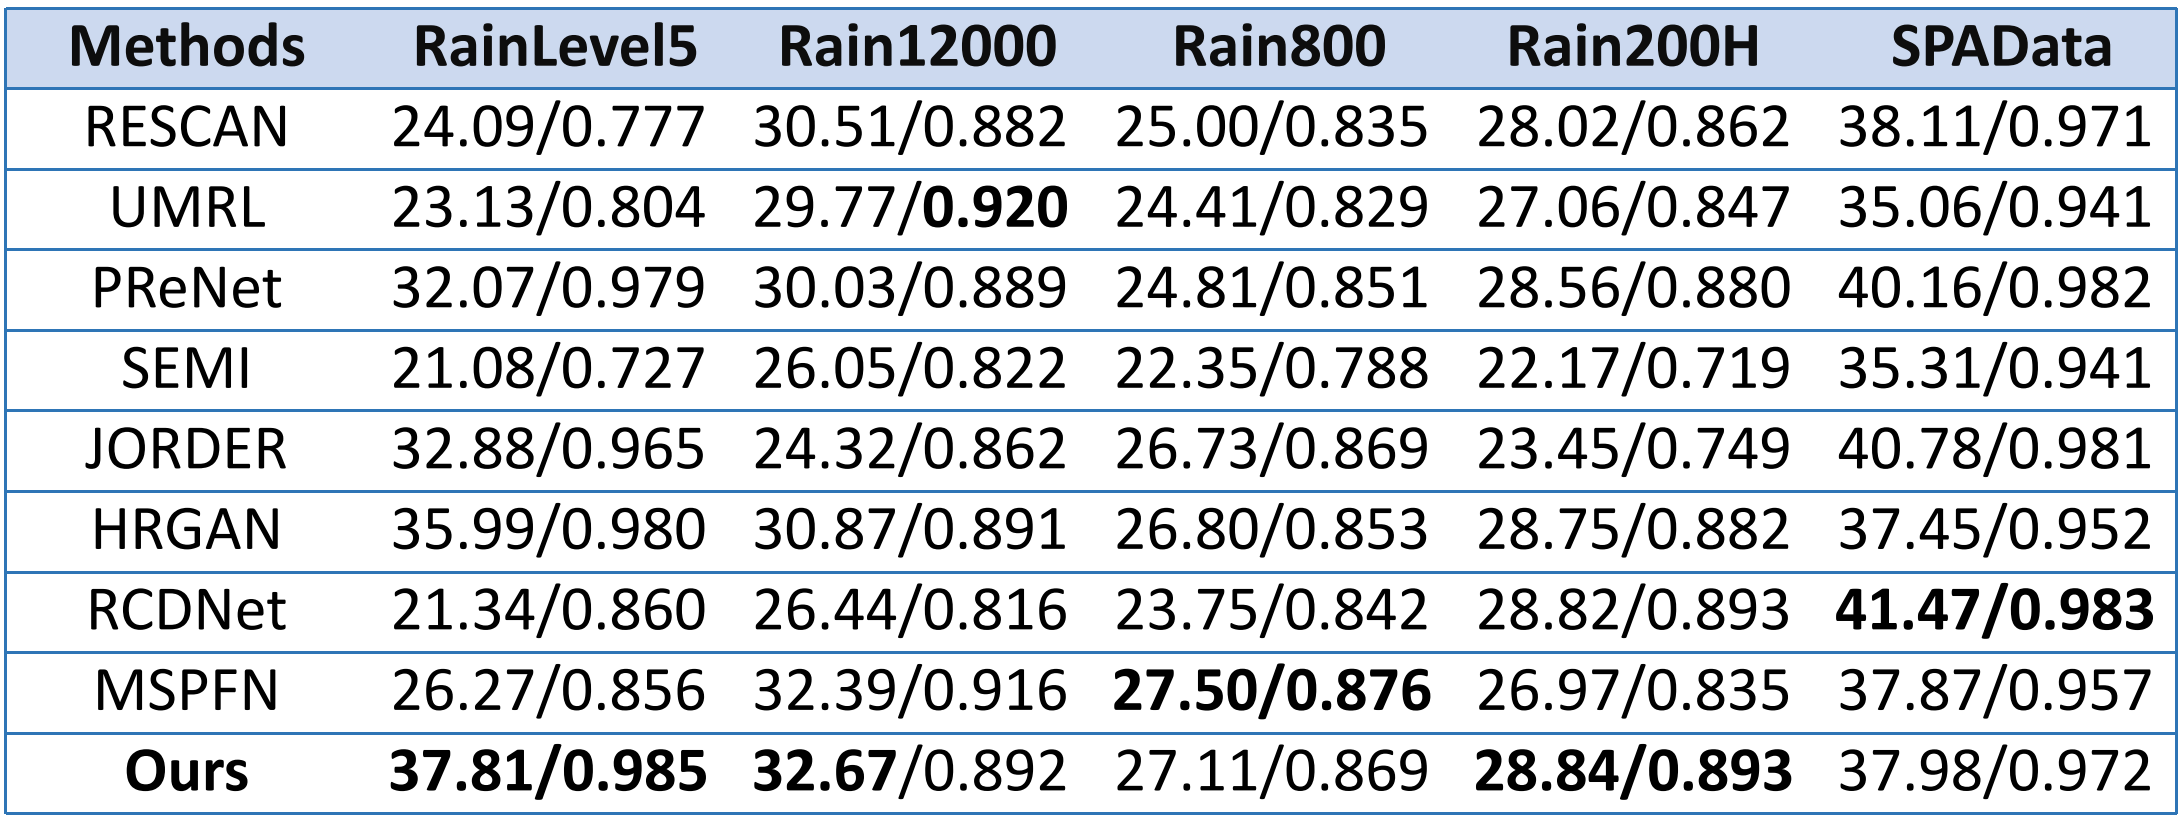 Methods RainLevel5 Rain12000 Rain800 Rain200H SPAData
RESCAN 24.09/0.777 30.51/0.882 25.00/0.835 28.02/0.862 38.11/0.971
UMRL 23.13/0.804 29.77/0.920 24.41/0.829 27.06/0.847 35.06/0.941
PReNet 32.07/0.979 30.03/0.889 24.81/0.851 28.56/0.880 40.16/0.982
SEMI 21.08/0.727 26.05/0.822 22.35/0.788 22.17/0.719 35.31/0.941
JORDER 32.88/0.965 24.32/0.862 26.73/0.869 23.45/0.749 40.78/0.981
HRGAN 35.99/0.980 30.87/0.891 26.80/0.853 28.75/0.882 37.45/0.952
RCDNet 21.34/0.860 26.44/0.816 23.75/0.842 28.82/0.893 41.47/0.983
MSPFN 26.27/0.856 32.39/0.916 27.50/0.876 26.97/0.835 37.87/0.957
Ours 37.81/0.985 32.67/0.892 27.11/0.869 28.84/0.893 37.98/0.972